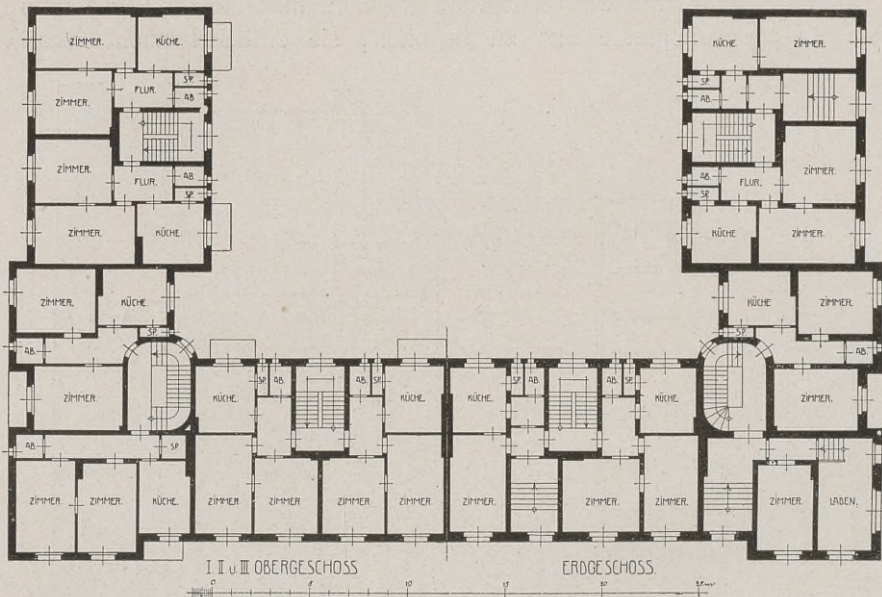 ZIMMER. KÜCHE. KÜCHE. ZIMMER.
SP. SP.
ZIMMER. FLUR. AB. AB.
ZIMMER. FLUR. AB. AB. FLUR. ZIMMER.
SP. SP.
ZIMMER. KÜCHE. KÜCHE ZIMMER.
ZIMMER. KÜCHE. KÜCHE ZIMMER.
SP. SP.
AB. AB.
ZIMMER. KÜCHE SP. AB. AB. SP. KÜCHE. KÜCHE. SP. AB. AB. SP. KÜCHE. ZIMMER.
AB SP
ZIMMER. ZIMMER. KÜCHE. ZIMMER. ZIMMER ZIMMER. ZIMMER. ZIMMER. ZIMMER. ZIMMER. ZIMMER. LADEN.
I. II u III OBERGESCHOSS ERDGESCHOSS.
0 5 10 15 20 25 m